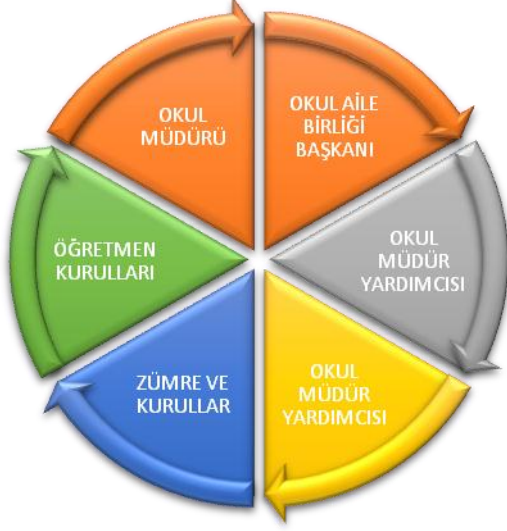 OKUL
MÜDÜRÜ
OKUL AİLE
BİRLİĞİ
BAŞKANI
OKUL
MÜDÜR
YARDIMCISI
OKUL
MÜDÜR
YARDIMCISI
ZÜMRE VE
KURULLAR
ÖĞRETMEN
KURULLARI